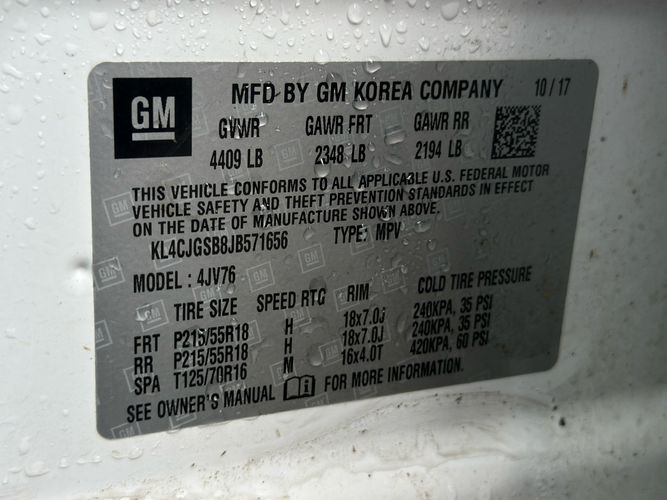 GM
MFD BY GM KOREA COMPANY 10/17
GVWR GAWR FRT GAWR RR
4409 LB 2348 LB 2194 LB
THIS VEHICLE CONFORMS TO ALL APPLICABLE U.S. FEDERAL MOTOR
VEHICLE SAFETY AND THEFT PREVENTION STANDARDS IN EFFECT
ON THE DATE OF MANUFACTURE SHOWN ABOVE.
KL4CJGSB8JB571656 TYPE: MPV
MODEL : 4JV76
TIRE SIZE SPEED RTG RIM COLD TIRE PRESSURE
FRT P215/55R18 H 18x7.0J 240KPA, 35 PSI
RR P215/55R18 H 18x7.0J 240KPA, 35 PSI
SPA T125/70R16 M 16x4.0T 420KPA, 60 PSI
SEE OWNER'S MANUAL FOR MORE INFORMATION.